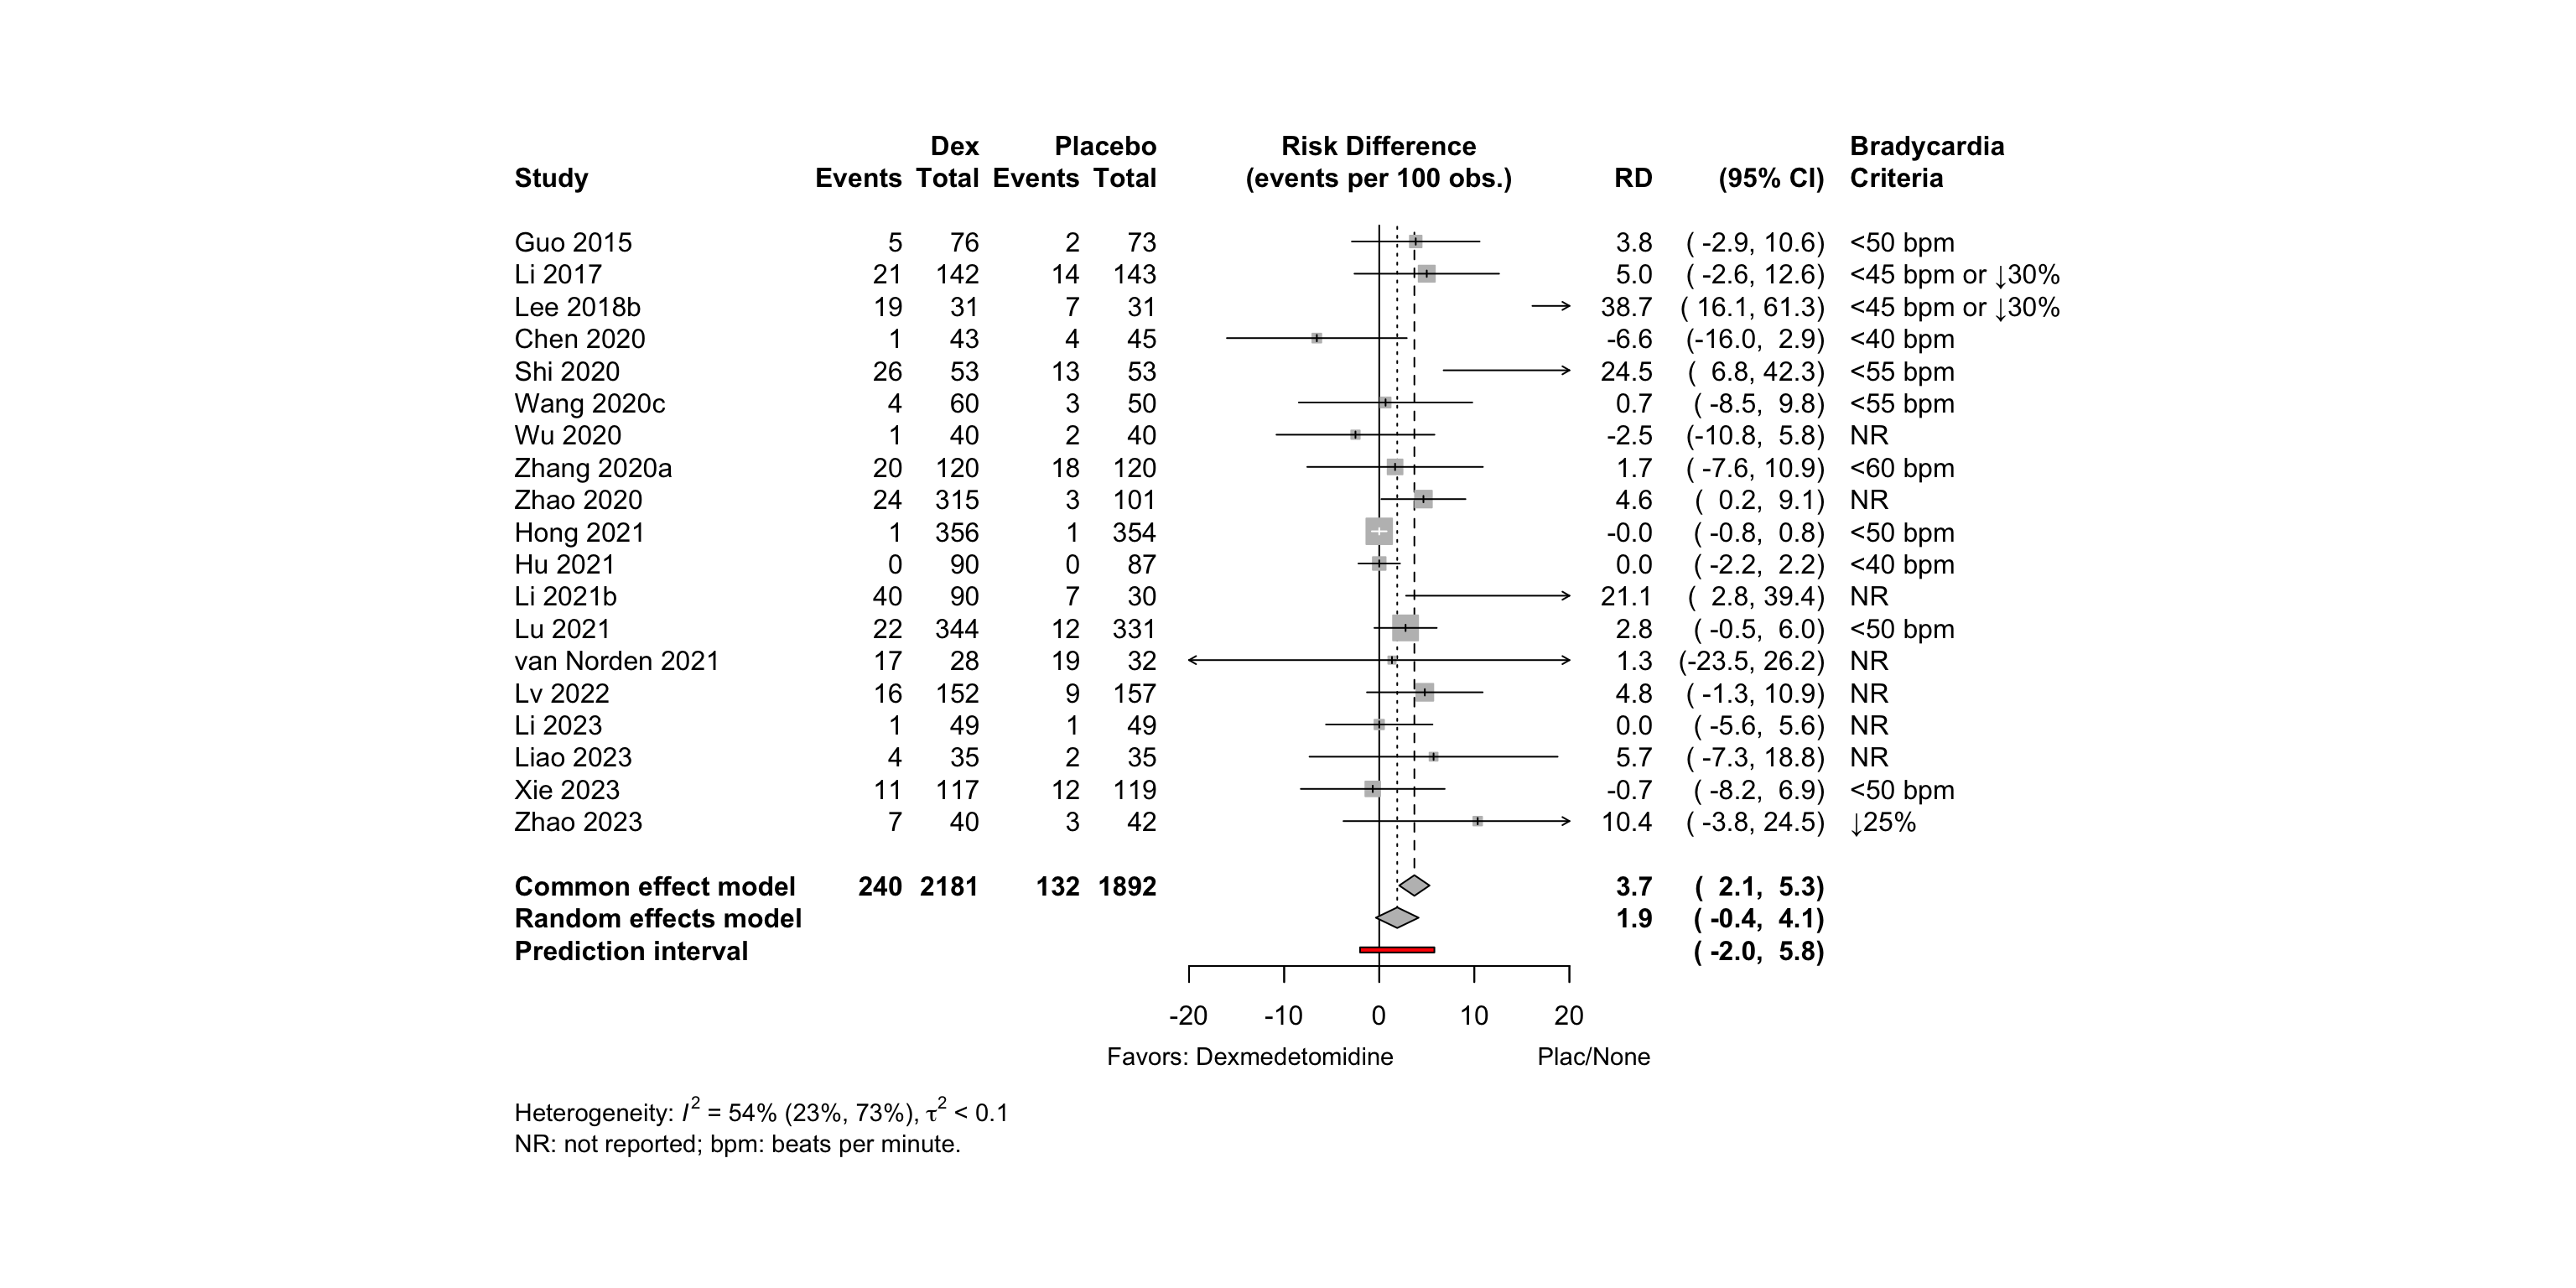 Dex Placebo Risk Difference Bradycardia
Study Events Total Events Total (events per 100 obs.) RD (95% CI) Criteria
Guo 2015 5 76 2 73 3.8 ( -2.9, 10.6) <50 bpm
Li 2017 21 142 14 143 5.0 ( -2.6, 12.6) <45 bpm or ↓30%
Lee 2018b 19 31 7 31 38.7 ( 16.1, 61.3) <45 bpm or ↓30%
Chen 2020 1 43 4 45 -6.6 (-16.0, 2.9) <40 bpm
Shi 2020 26 53 13 53 24.5 ( 6.8, 42.3) <55 bpm
Wang 2020c 4 60 3 50 0.7 ( -8.5, 9.8) <55 bpm
Wu 2020 1 40 2 40 -2.5 (-10.8, 5.8) NR
Zhang 2020a 20 120 18 120 1.7 ( -7.6, 10.9) <60 bpm
Zhao 2020 24 315 3 101 4.6 ( 0.2, 9.1) NR
Hong 2021 1 356 1 354 -0.0 ( -0.8, 0.8) <50 bpm
Hu 2021 0 90 0 87 0.0 ( -2.2, 2.2) <40 bpm
Li 2021b 40 90 7 30 21.1 ( 2.8, 39.4) NR
Lu 2021 22 344 12 331 2.8 ( -0.5, 6.0) <50 bpm
van Norden 2021 17 28 19 32 1.3 (-23.5, 26.2) NR
Lv 2022 16 152 9 157 4.8 ( -1.3, 10.9) NR
Li 2023 1 49 1 49 0.0 ( -5.6, 5.6) NR
Liao 2023 4 35 2 35 5.7 ( -7.3, 18.8) NR
Xie 2023 11 117 12 119 -0.7 ( -8.2, 6.9) <50 bpm
Zhao 2023 7 40 3 42 10.4 ( -3.8, 24.5) ↓25%
Common effect model 240 2181 132 1892 3.7 ( 2.1, 5.3)
Random effects model 1.9 ( -0.4, 4.1)
Prediction interval ( -2.0, 5.8)
-20 -10 0 10 20
Favors: Dexmedetomidine Plac/None
Heterogeneity: I² = 54% (23%, 73%), τ² < 0.1
NR: not reported; bpm: beats per minute.